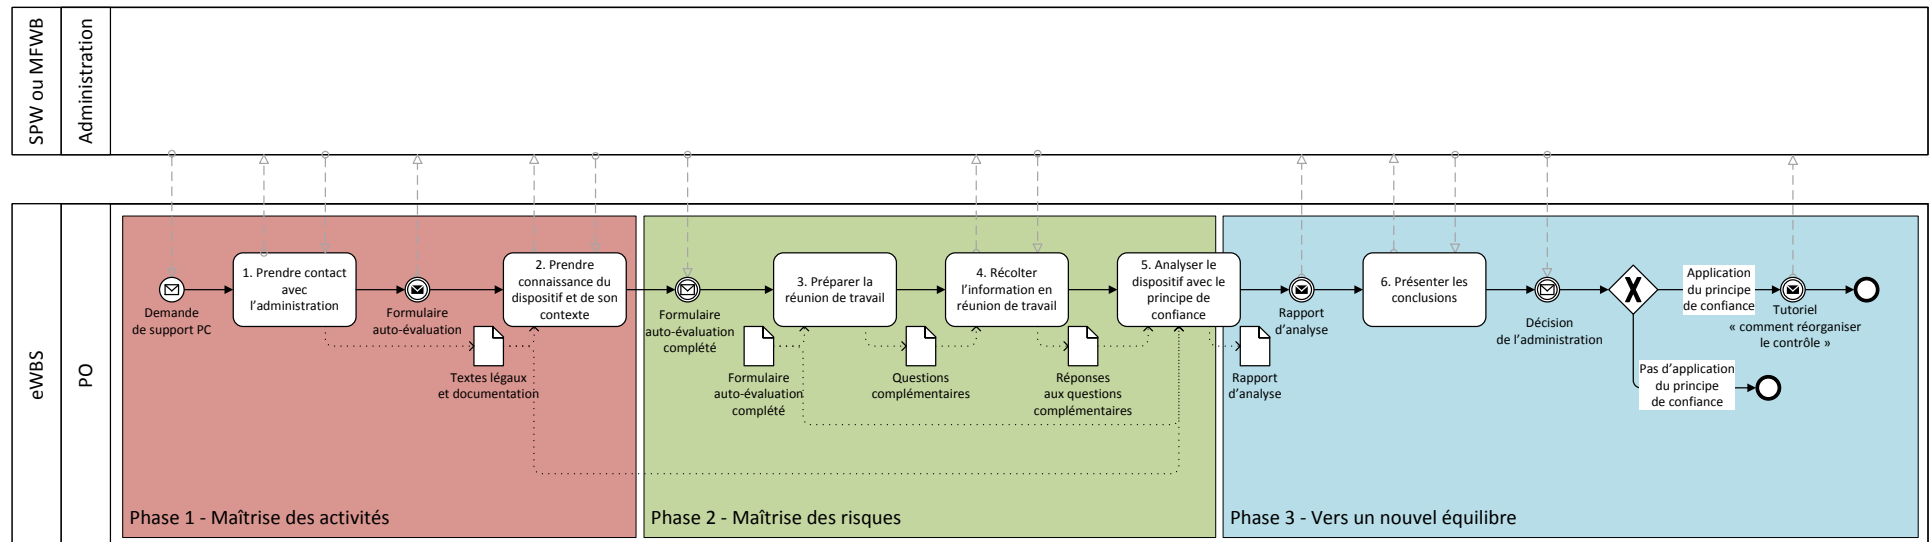 SPW ou MFWB
Administration
eWBS
PO
Demande
de support PC
1. Prendre contact
avec
l’administration
Formulaire
auto-évaluation
Textes légaux
et documentation
2. Prendre
connaissance du
dispositif et de son
contexte
Phase 1 - Maîtrise des activités
Formulaire
auto-évaluation
complété
Formulaire
auto-évaluation
complété
3. Préparer la
réunion de travail
Questions
complémentaires
4. Récolter
l’information en
réunion de travail
Réponses
aux questions
complémentaires
5. Analyser le
dispositif avec le
principe de
confiance
Phase 2 - Maîtrise des risques
Rapport
d’analyse
Rapport
d’analyse
6. Présenter les
conclusions
Décision
de l’administration
X
Application
du principe
de confiance
Tutoriel
« comment réorganiser
le contrôle »
Pas d’application
du principe
de confiance
Phase 3 - Vers un nouvel équilibre